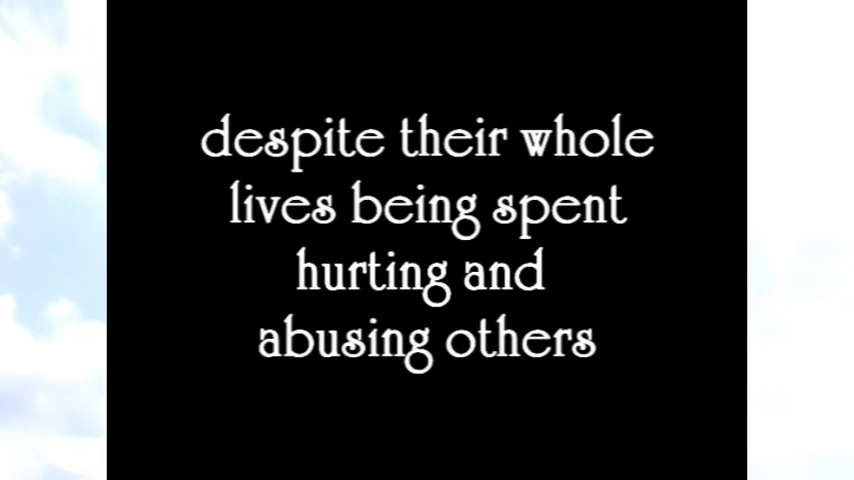 despite their whole
lives being spent
hurting and
abusing others